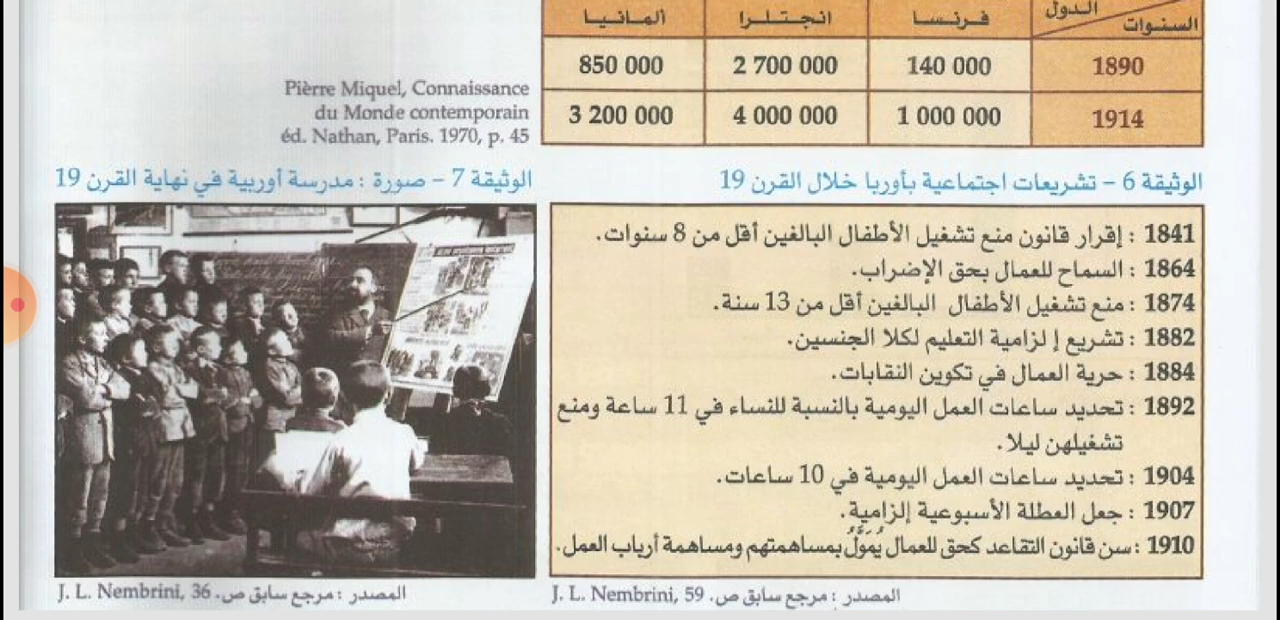 الدول
السنوات
فرنسا
انجتلرا
ألمانيا
1890
140 000
2 700 000
850 000
1914
1 000 000
4 000 000
3 200 000
Pièrre Miquel, Connaissance
du Monde contemporain
éd. Nathan, Paris. 1970, p. 45
الوثيقة 6 – تشريعات اجتماعية بأوربا خلال القرن 19
1841 : إقرار قانون منع تشغيل الأطفال البالغين أقل من 8 سنوات.
1864 : السماح للعمال بحق الإضراب.
1874 : منع تشغيل الأطفال البالغين أقل من 13 سنة.
1882 : تشريع إ لزامية التعليم لكلا الجنسين.
1884 : حرية العمال في تكوين النقابات.
1892 : تحديد ساعات العمل اليومية بالنسبة للنساء في 11 ساعة ومنع
تشغيلهن ليلا.
1904 : تحديد ساعات العمل اليومية في 10 ساعات.
1907 : جعل العطلة الأسبوعية إلزامية.
1910 : سن قانون التقاعد كحق للعمال يُمَوَّلُ بمساهمتهم ومساهمة أرباب العمل.
المصدر : مرجع سابق ص. J. L. Nembrini, 59
الوثيقة 7 – صورة : مدرسة أوربية في نهاية القرن 19
المصدر : مرجع سابق ص. J. L. Nembrini, 36